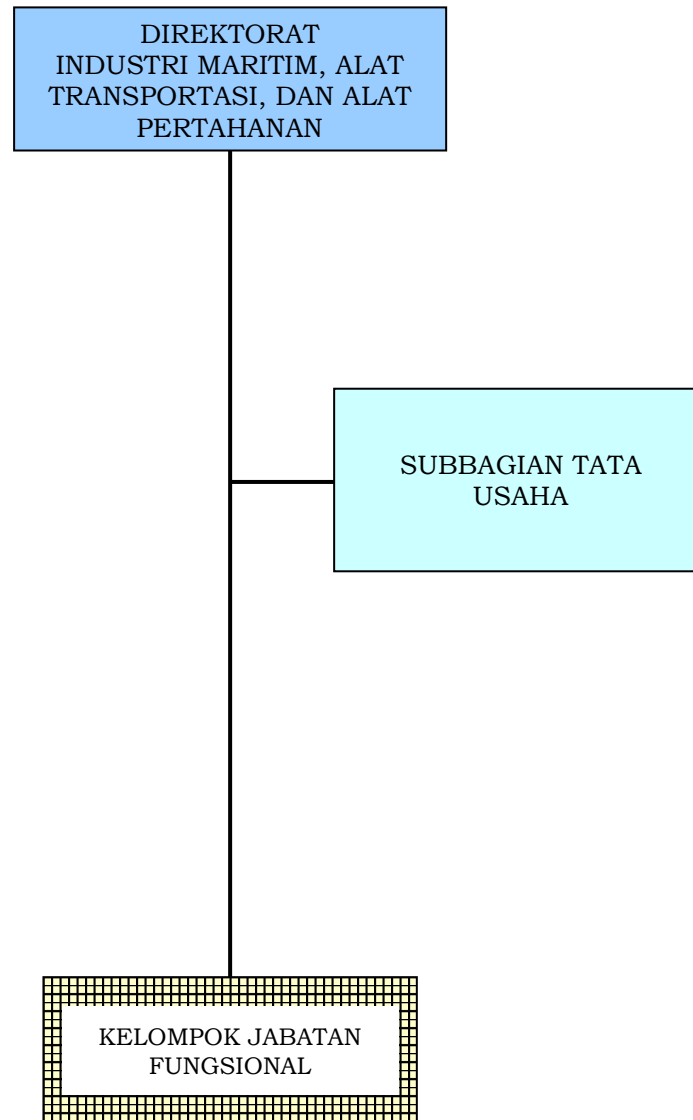 DIREKTORAT
INDUSTRI MARITIM, ALAT
TRANSPORTASI, DAN ALAT
PERTAHANAN
SUBBAGIAN TATA
USAHA
KELOMPOK JABATAN
FUNGSIONAL